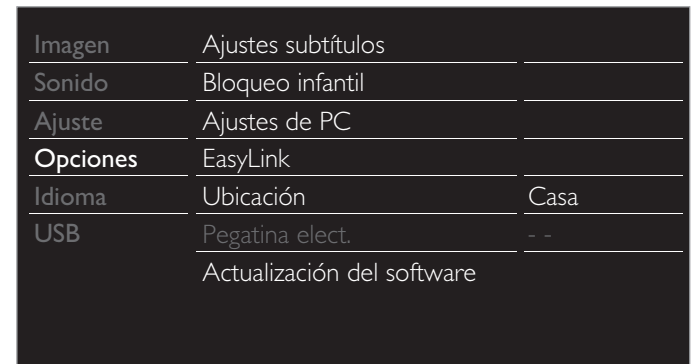 Imagen Ajustes subtítulos
Sonido Bloqueo infantil
Ajuste Ajustes de PC
Opciones EasyLink
Idioma Ubicación Casa
USB Pegatina elect. - -
Actualización del software